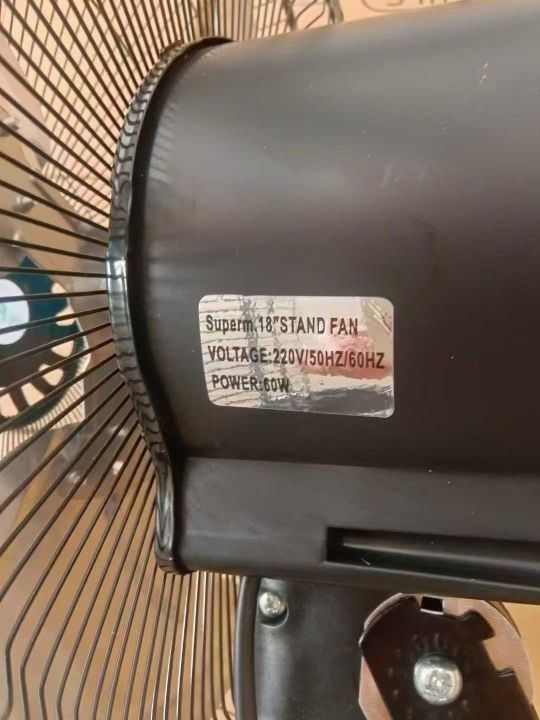 Superm.18"STAND FAN
VOLTAGE:220V/50HZ/60HZ
POWER:60W